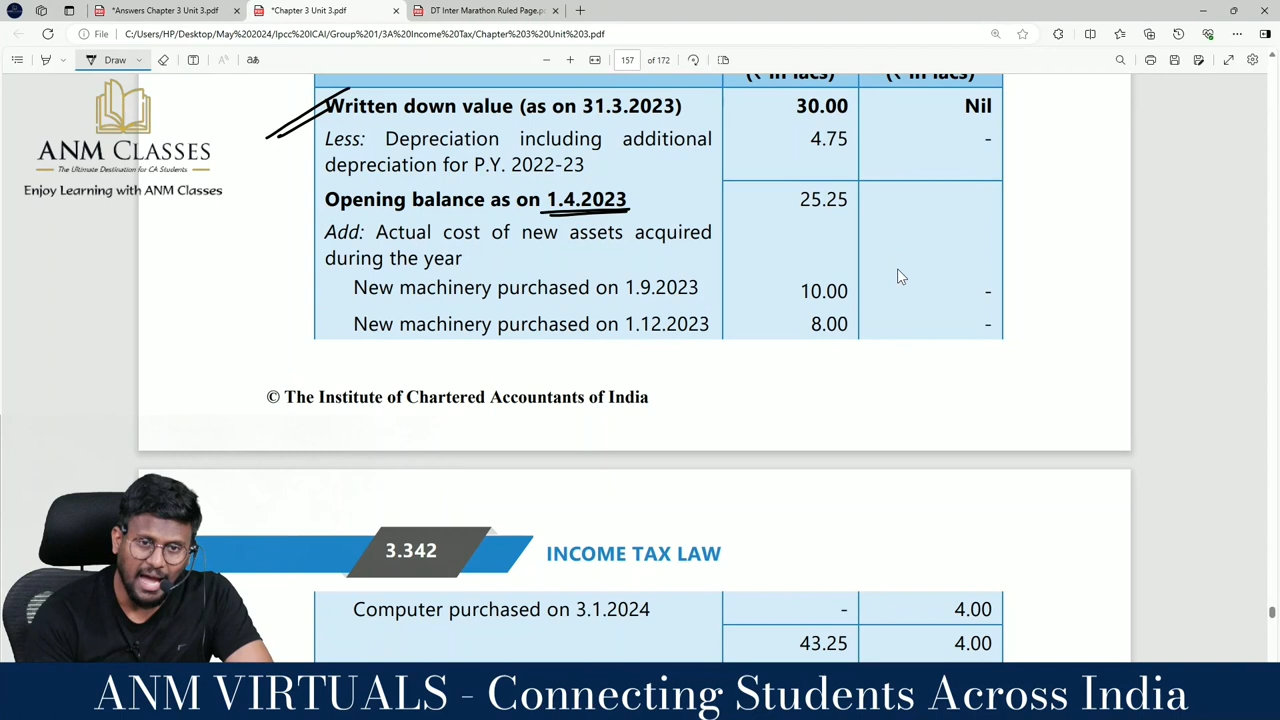 *Answers Chapter 3 Unit 3.pdf
*Chapter 3 Unit 3.pdf
DT Inter Marathon Ruled Page.p
File
C:/Users/HP/Desktop/May%202024/Ipcc%20ICAI/Group%201/3A%20Income%20Tax/Chapter%203%20Unit%203.pdf
Draw
157 of 172
ANM CLASSES
The Ultimate Destination for CA Students
Enjoy Learning with ANM Classes
(₹ in lacs) (₹ in lacs)
Written down value (as on 31.3.2023) 30.00 Nil
Less: Depreciation including additional 4.75 -
depreciation for P.Y. 2022-23
Opening balance as on 1.4.2023 25.25
Add: Actual cost of new assets acquired
during the year
New machinery purchased on 1.9.2023 10.00 -
New machinery purchased on 1.12.2023 8.00 -
© The Institute of Chartered Accountants of India
3.342 INCOME TAX LAW
Computer purchased on 3.1.2024 - 4.00
43.25 4.00
ANM VIRTUALS - Connecting Students Across India